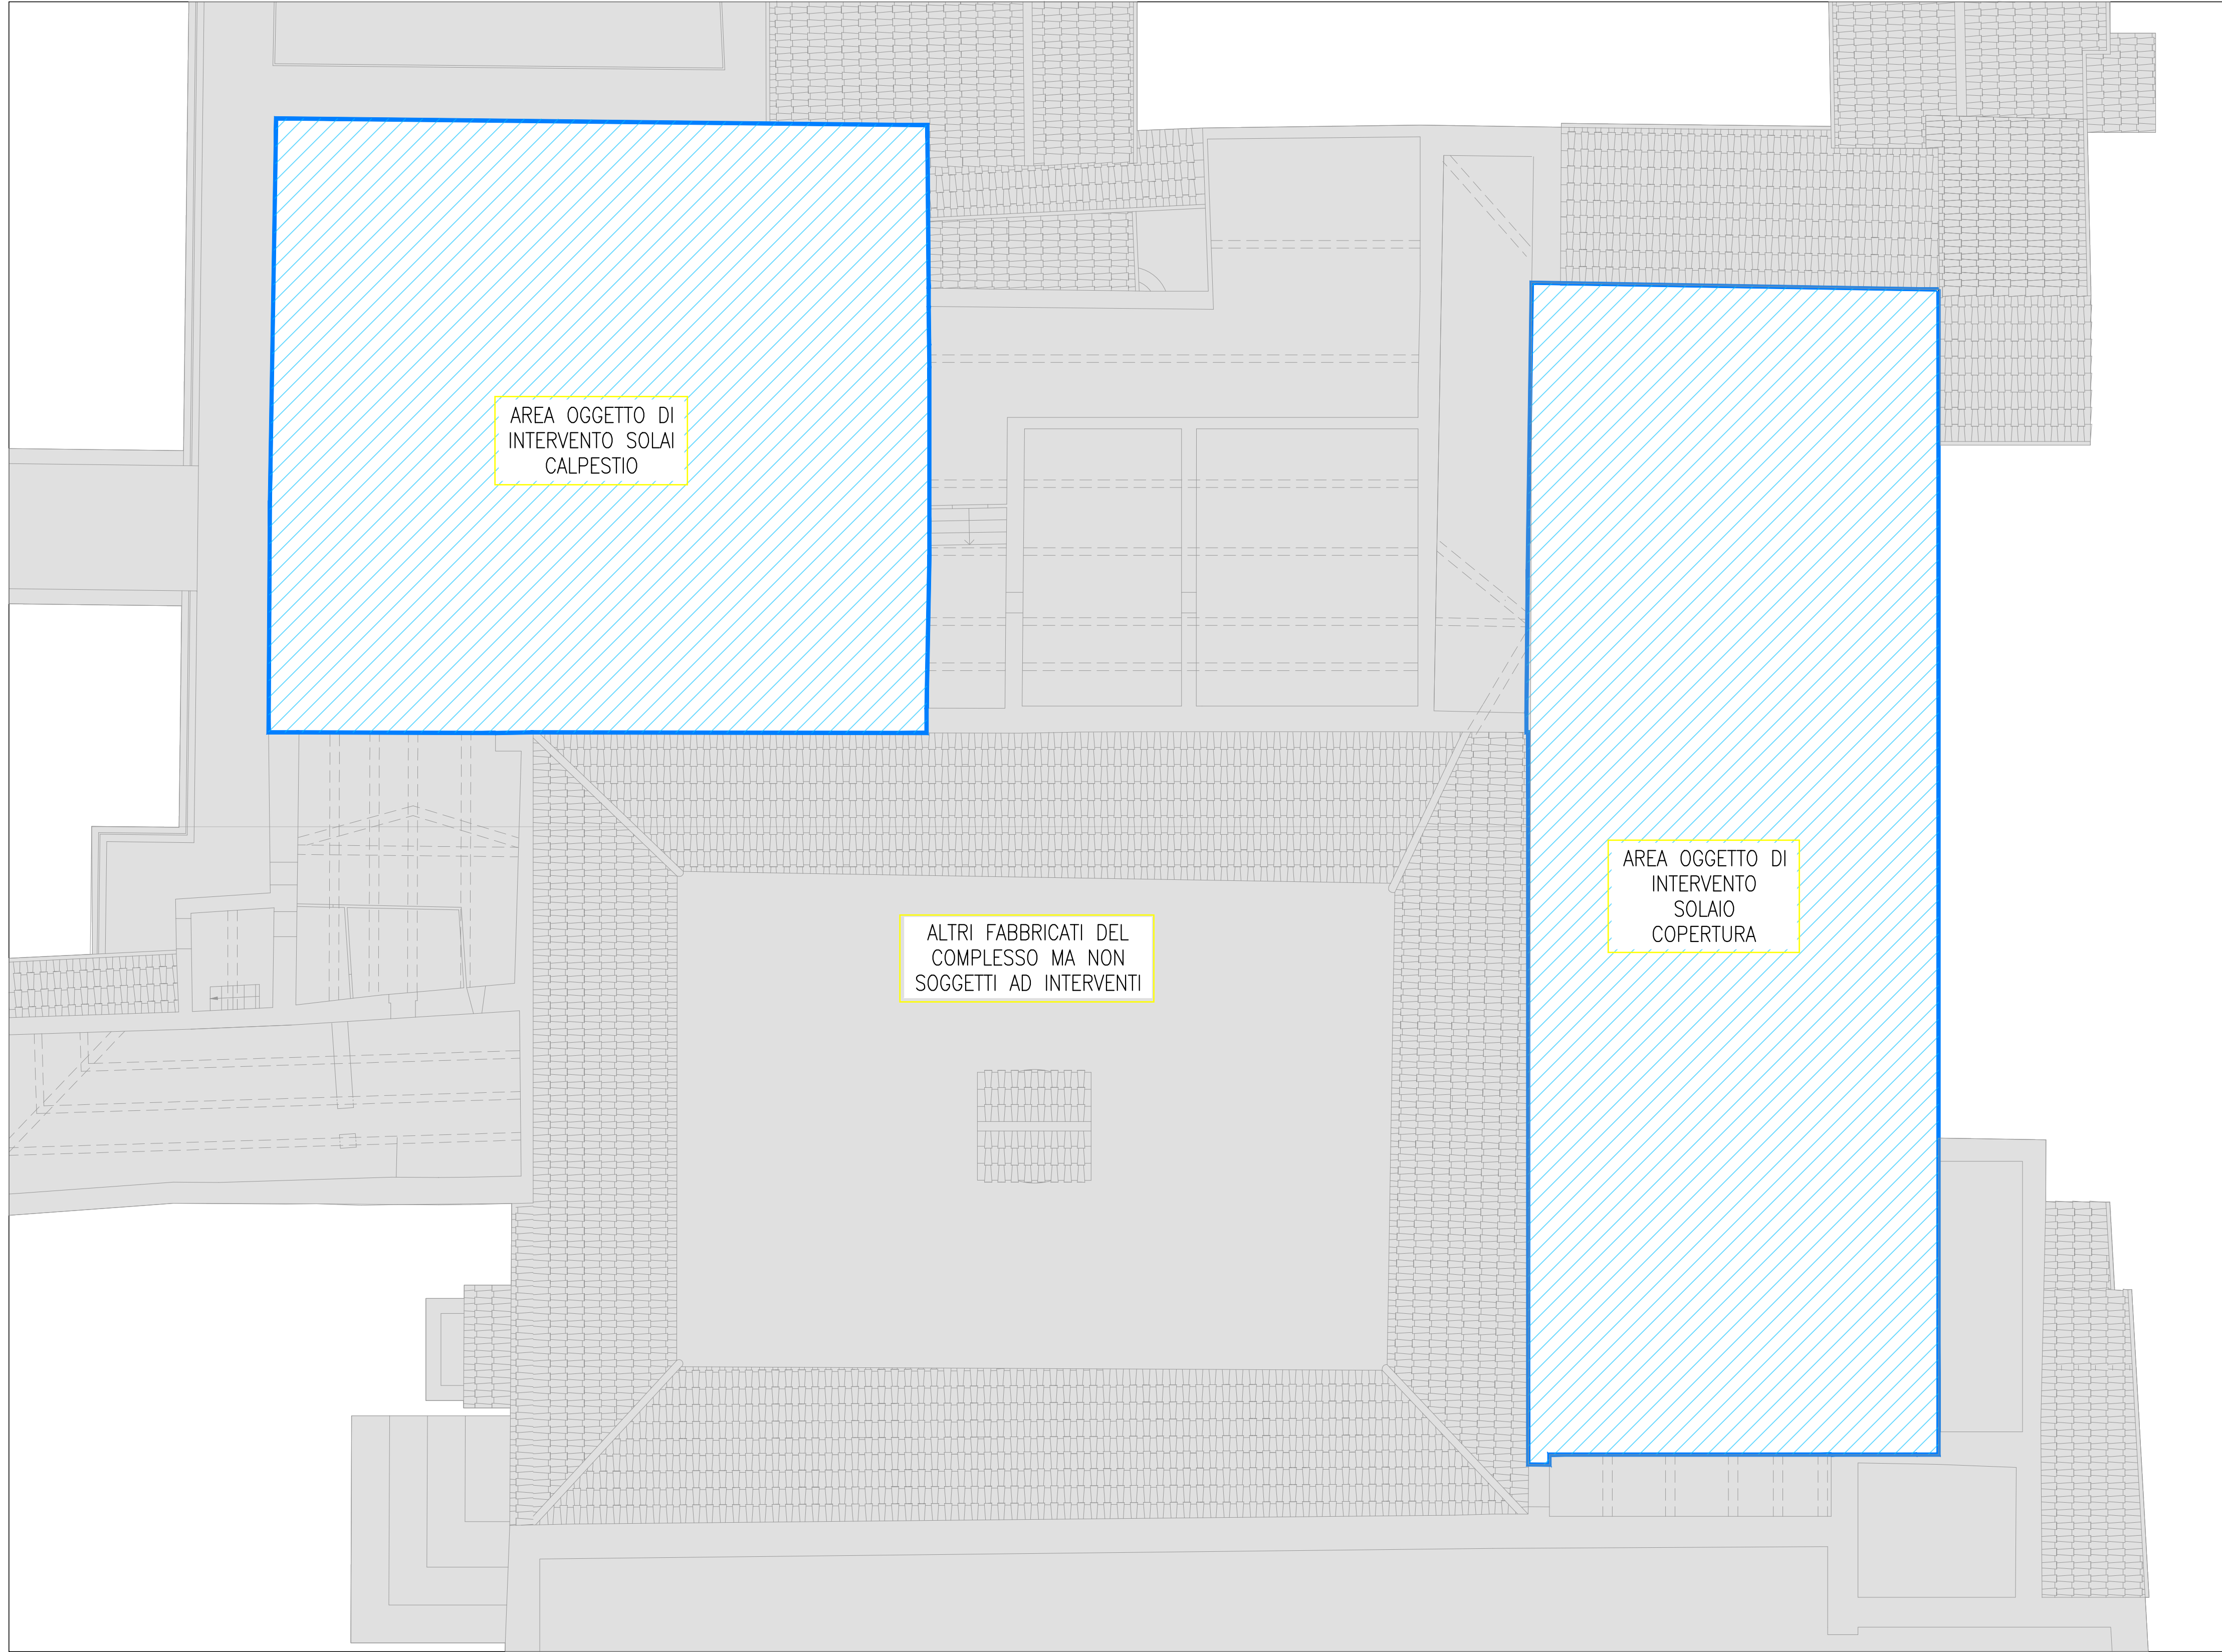 AREA OGGETTO DI
INTERVENTO SOLAI
CALPESTIO
AREA OGGETTO DI
INTERVENTO
SOLAIO
COPERTURA
ALTRI FABBRICATI DEL
COMPLESSO MA NON
SOGGETTI AD INTERVENTI